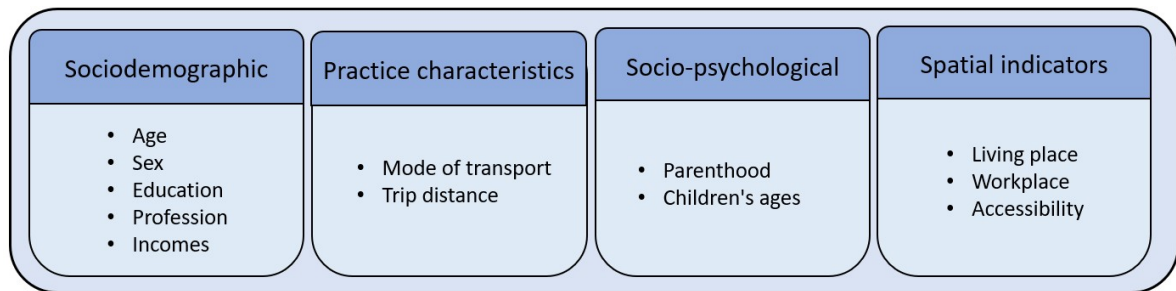 Sociodemographic
• Age
• Sex
• Education
• Profession
• Incomes
Practice characteristics
• Mode of transport
• Trip distance
Socio-psychological
• Parenthood
• Children's ages
Spatial indicators
• Living place
• Workplace
• Accessibility